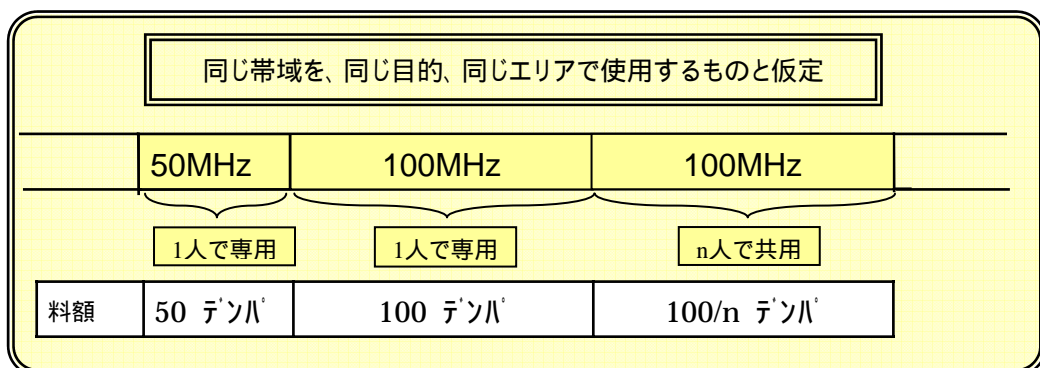 同じ帯域を、同じ目的、同じエリアで使用するものと仮定
50MHz 100MHz 100MHz
1人で専用 1人で専用 n人で共用
料額 50 ﾃﾞﾝﾊﾟ 100 ﾃﾞﾝﾊﾟ 100/n ﾃﾞﾝﾊﾟ